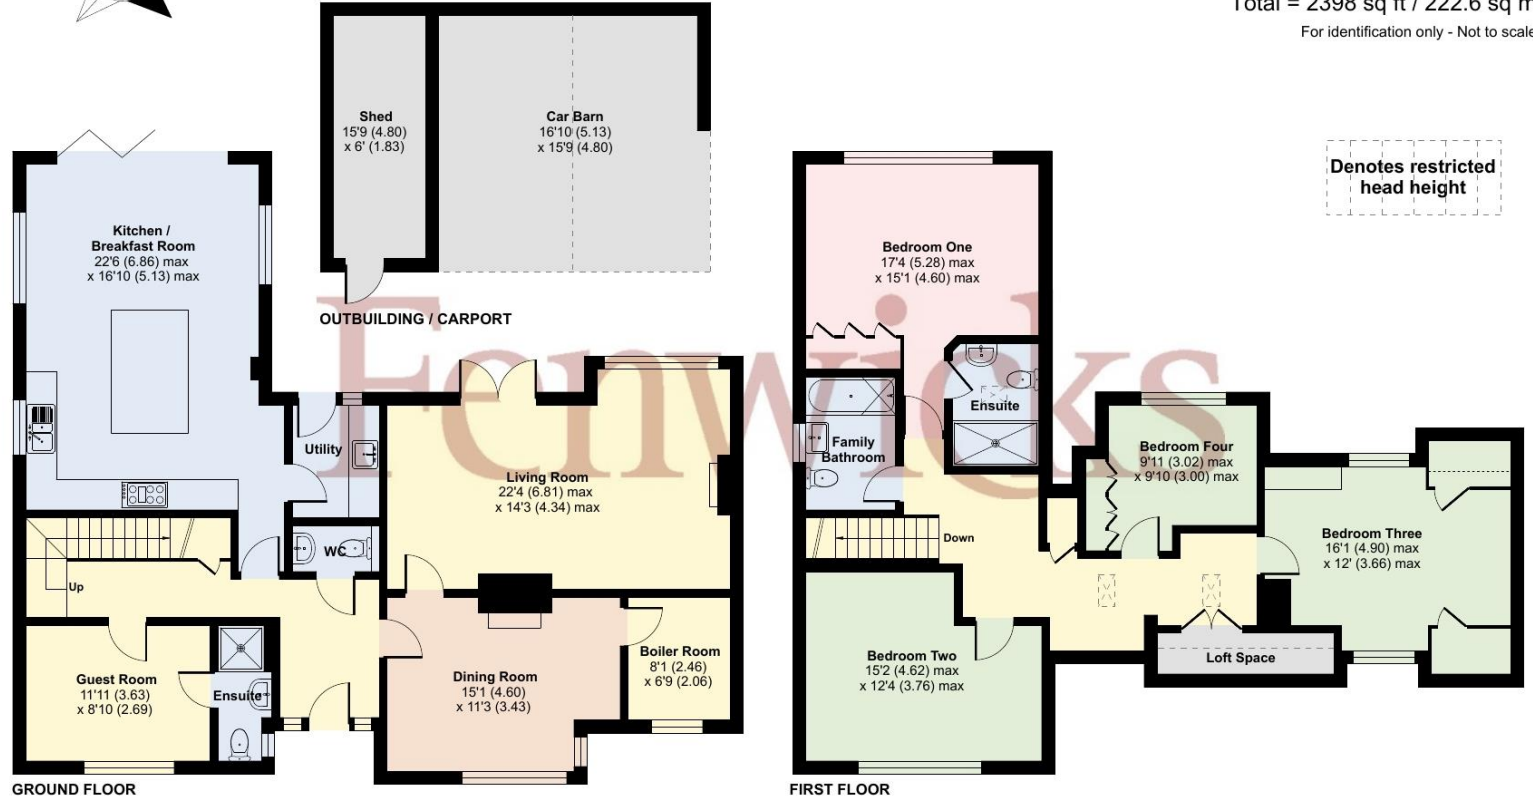 Total = 2398 sq ft / 222.6 sq m
For identification only - Not to scale
Shed
15'9 (4.80)
x 6' (1.83)
Car Barn
16'10 (5.13)
x 15'9 (4.80)
OUTBUILDING / CARPORT
Denotes restricted
head height
Kitchen /
Breakfast Room
22'6 (6.86) max
x 16'10 (5.13) max
Utility
Living Room
22'4 (6.81) max
x 14'3 (4.34) max
WC
Up
Guest Room
11'11 (3.63)
x 8'10 (2.69)
Ensuite
Dining Room
15'1 (4.60)
x 11'3 (3.43)
Boiler Room
8'1 (2.46)
x 6'9 (2.06)
GROUND FLOOR
Bedroom One
17'4 (5.28) max
x 15'1 (4.60) max
Ensuite
Family
Bathroom
Bedroom Four
9'11 (3.02) max
x 9'10 (3.00) max
Down
Bedroom Three
16'1 (4.90) max
x 12' (3.66) max
Bedroom Two
15'2 (4.62) max
x 12'4 (3.76) max
Loft Space
FIRST FLOOR
Fenwicks